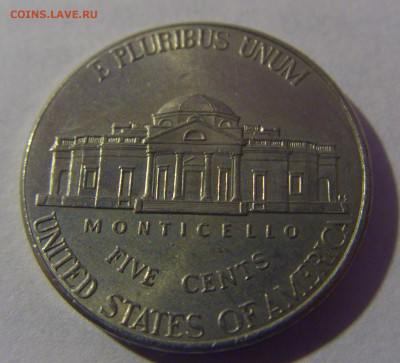 COINS.LAVE.RU
E PLURIBUS UNUM
MONTICELLO
FIVE CENTS
UNITED STATES OF AMERICA